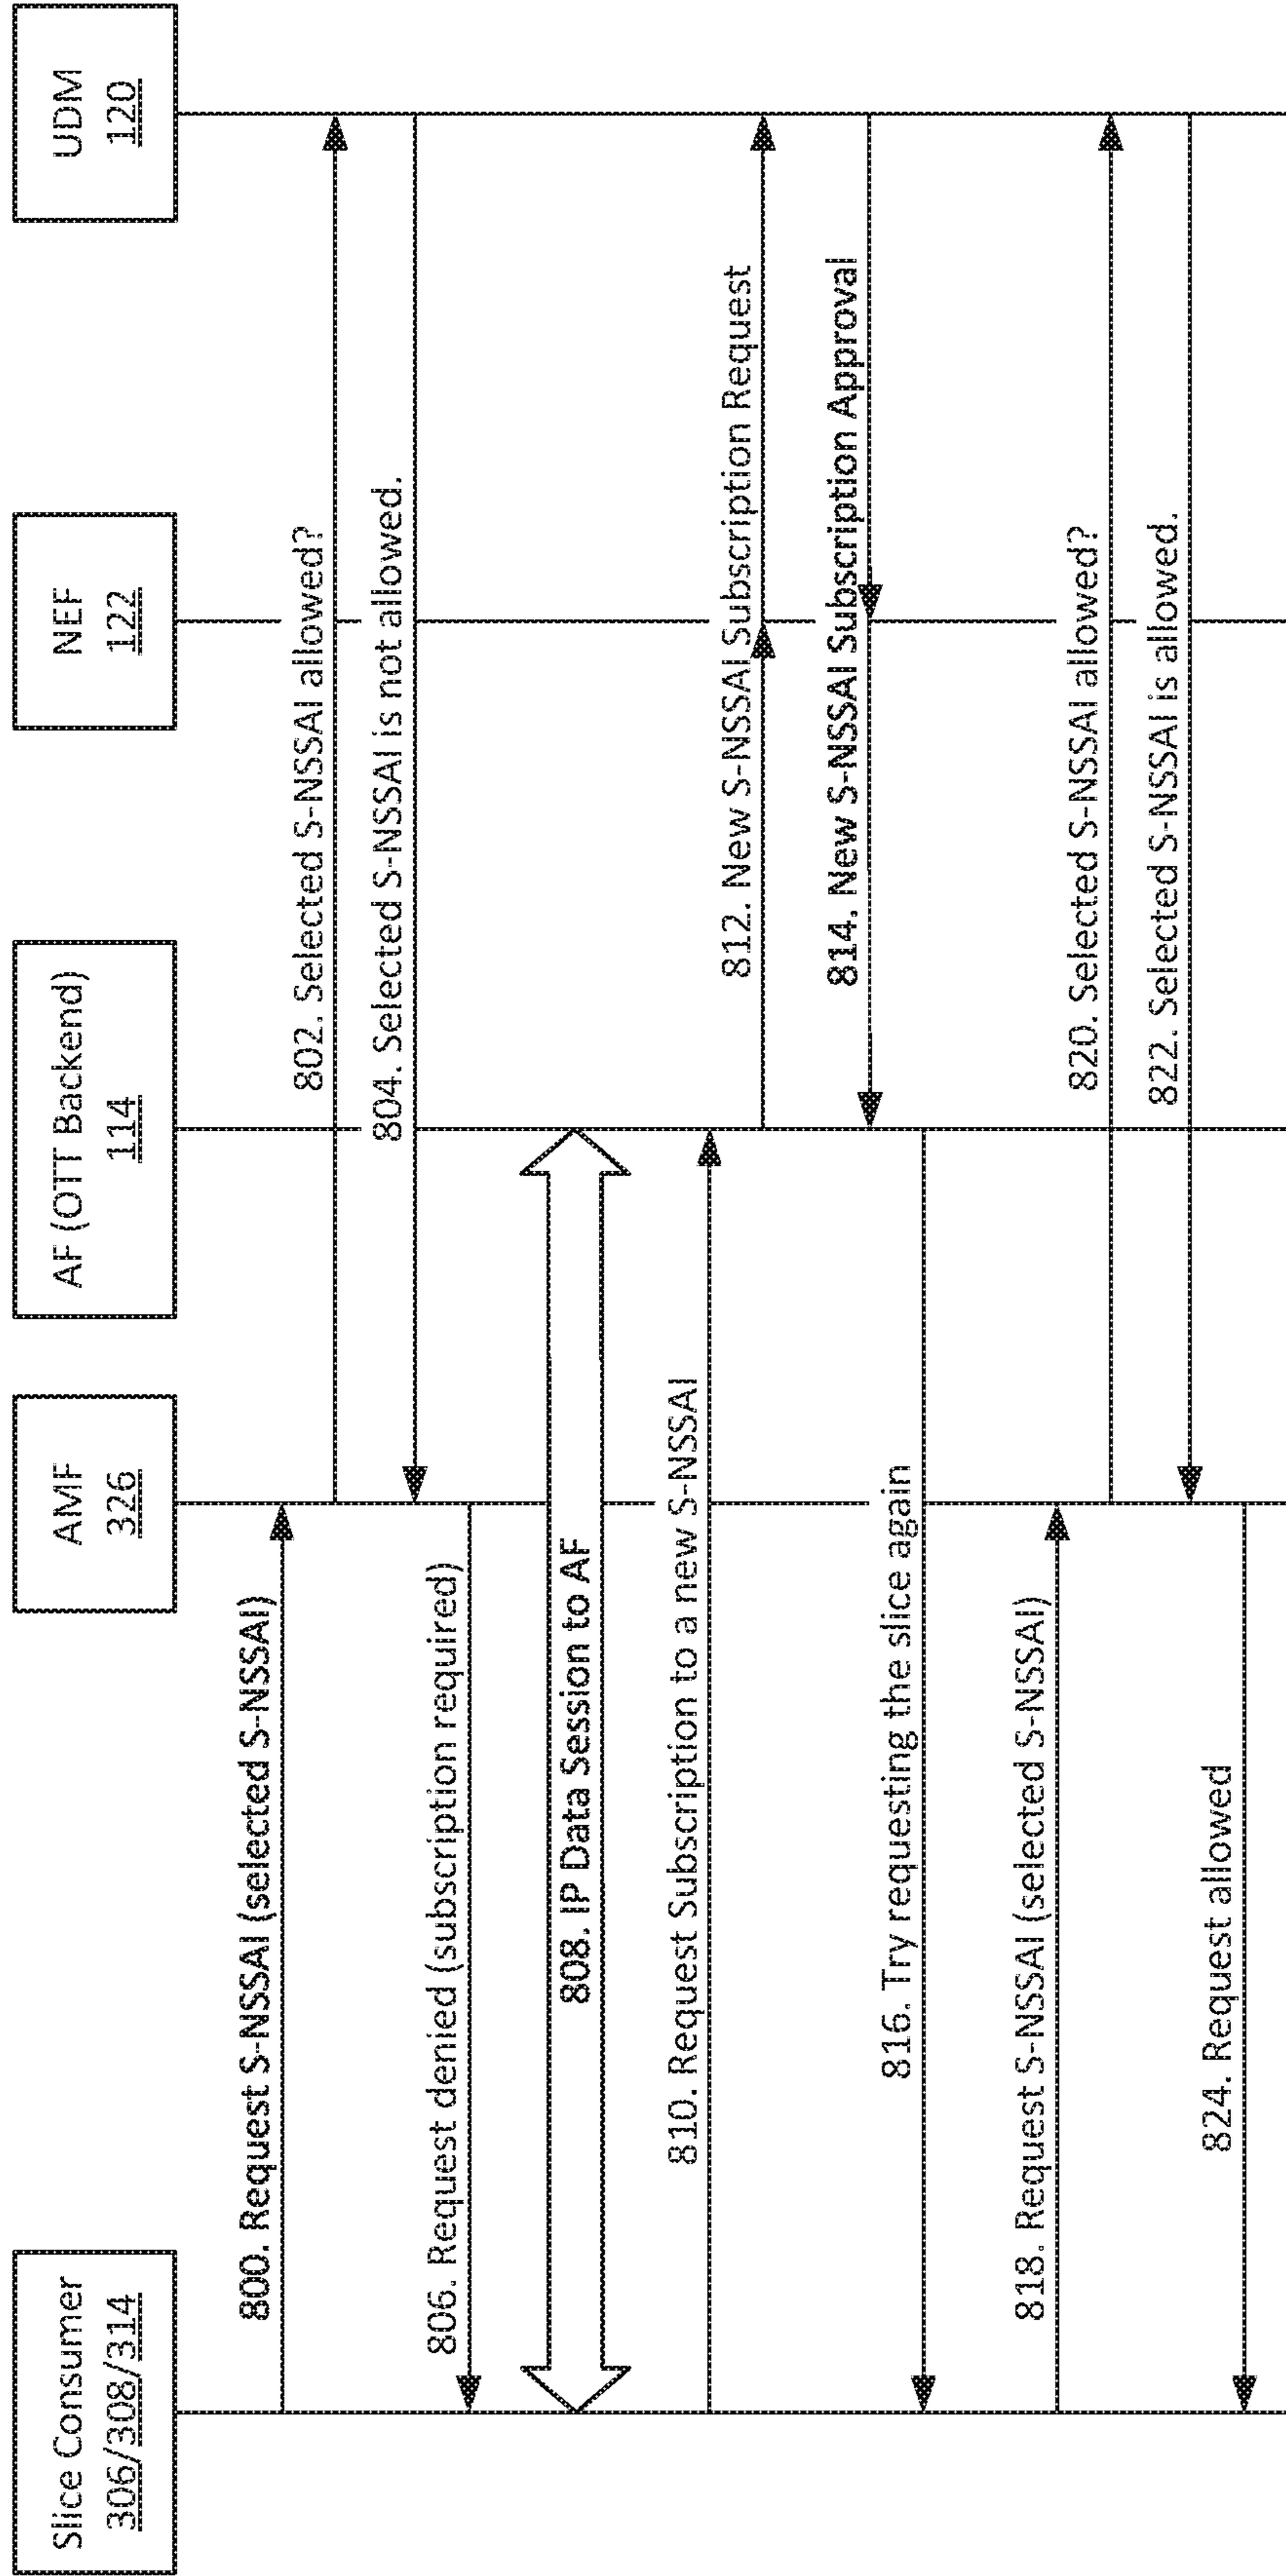 Slice Consumer
306/308/314
AMF
326
AF (OTT Backend)
114
NEF
122
UDM
120
800. Request S-NSSAI (selected S-NSSAI)
802. Selected S-NSSAI allowed?
804. Selected S-NSSAI is not allowed.
806. Request denied (subscription required)
808. IP Data Session to AF
810. Request Subscription to a new S-NSSAI
812. New S-NSSAI Subscription Request
814. New S-NSSAI Subscription Approval
816. Try requesting the slice again
818. Request S-NSSAI (selected S-NSSAI)
820. Selected S-NSSAI allowed?
822. Selected S-NSSAI is allowed.
824. Request allowed